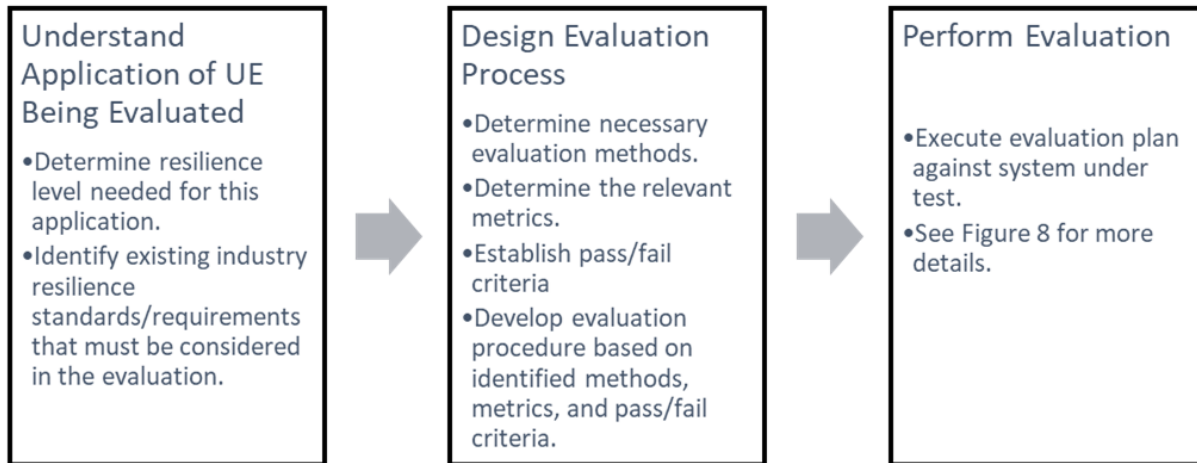 Understand
Application of UE
Being Evaluated
•Determine resilience
level needed for this
application.
•Identify existing industry
resilience
standards/requirements
that must be considered
in the evaluation.
Design Evaluation
Process
•Determine necessary
evaluation methods.
•Determine the relevant
metrics.
•Establish pass/fail
criteria
•Develop evaluation
procedure based on
identified methods,
metrics, and pass/fail
criteria.
Perform Evaluation
•Execute evaluation plan
against system under
test.
•See Figure 8 for more
details.